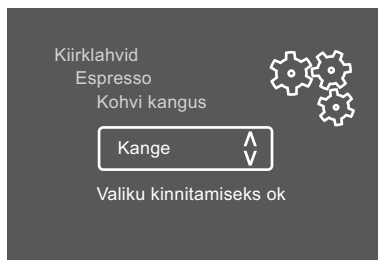 Kiirklahvid
Espresso
Kohvi kangus
Kange
Valiku kinnitamiseks ok